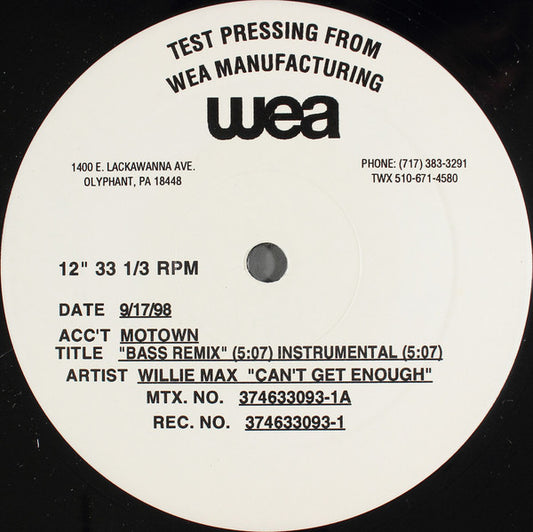 TEST PRESSING FROM
WEA MANUFACTURING
wea
1400 E. LACKAWANNA AVE.
OLYPHANT, PA 18448
PHONE: (717) 383-3291
TWX 510-671-4580
12" 33 1/3 RPM
DATE 9/17/98
ACC'T MOTOWN
TITLE "BASS REMIX" (5:07) INSTRUMENTAL (5:07)
ARTIST WILLIE MAX "CAN'T GET ENOUGH"
MTX. NO. 374633093-1A
REC. NO. 374633093-1